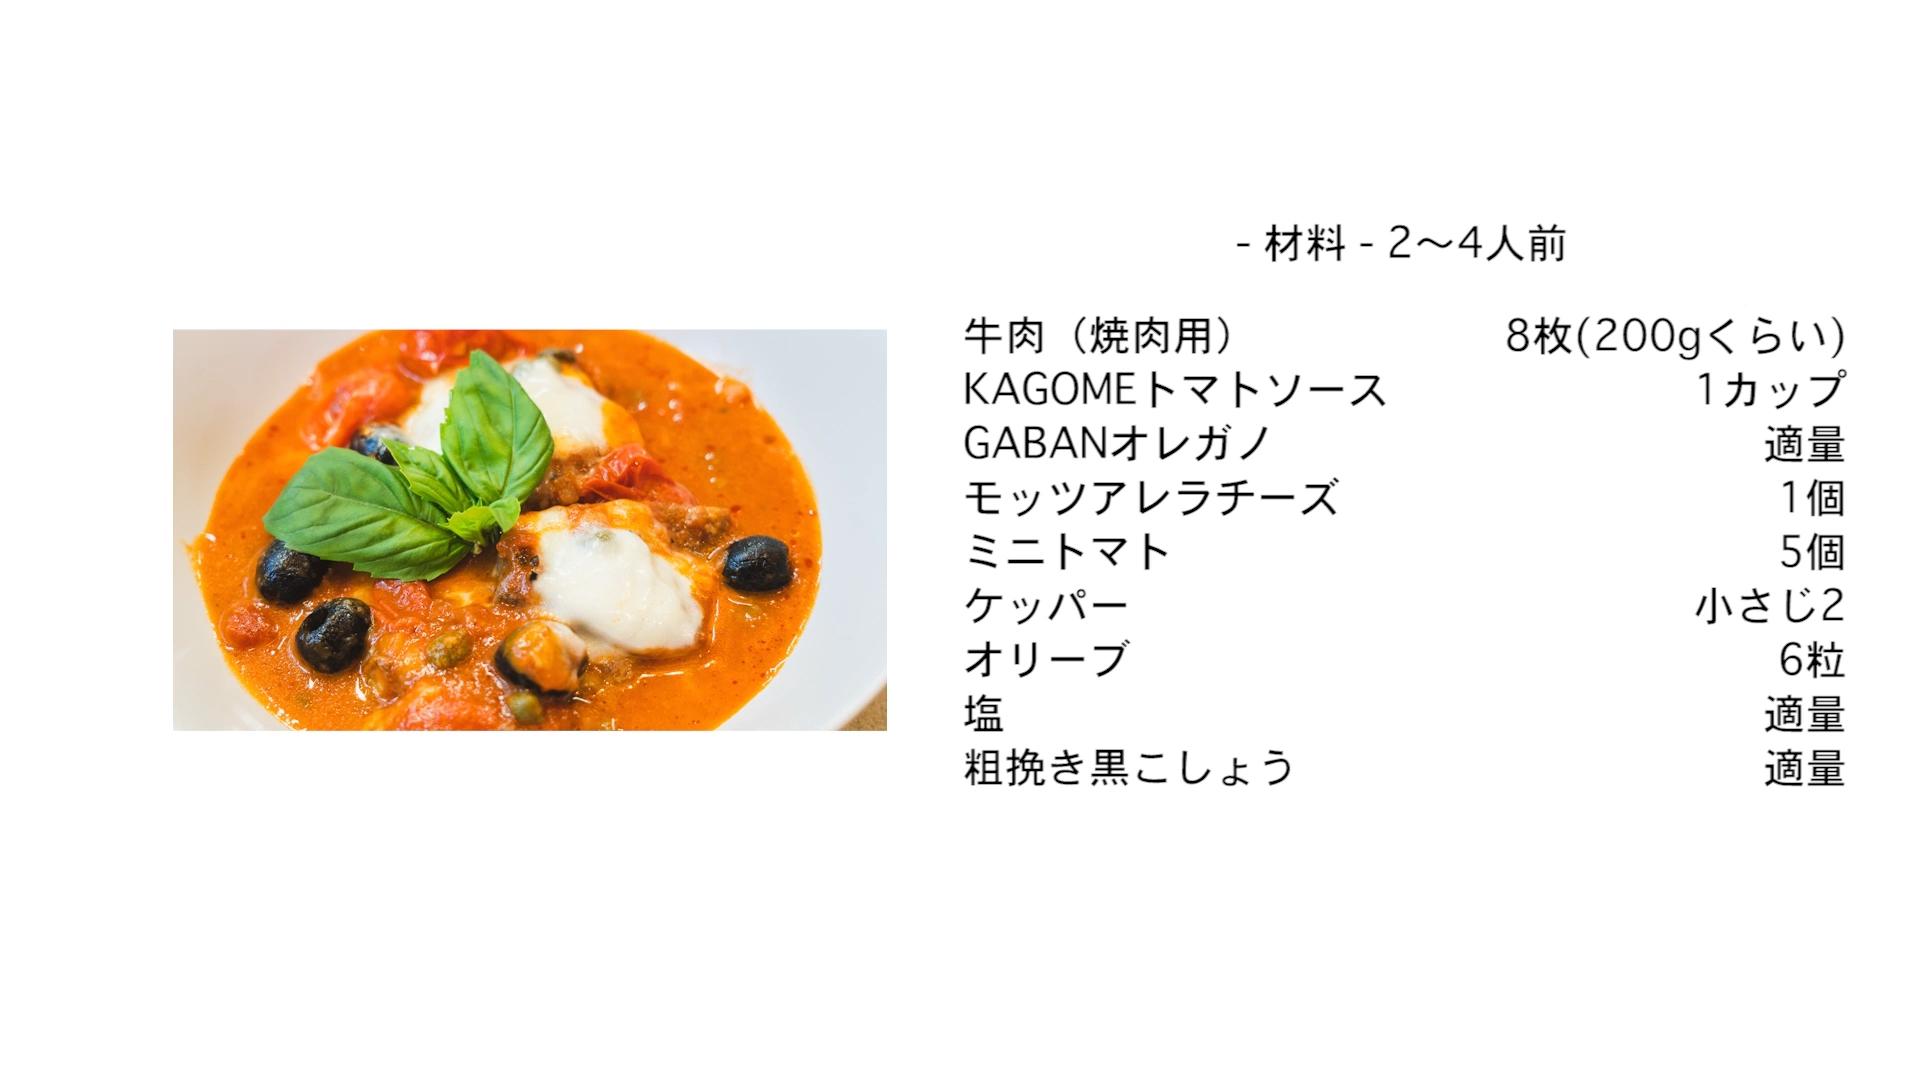 - 材料 - 2〜4人前
牛肉（焼肉用） 8枚(200gくらい)
KAGOMEトマトソース 1カップ
GABANオレガノ 適量
モッツアレラチーズ 1個
ミニトマト 5個
ケッパー 小さじ2
オリーブ 6粒
塩 適量
粗挽き黒こしょう 適量